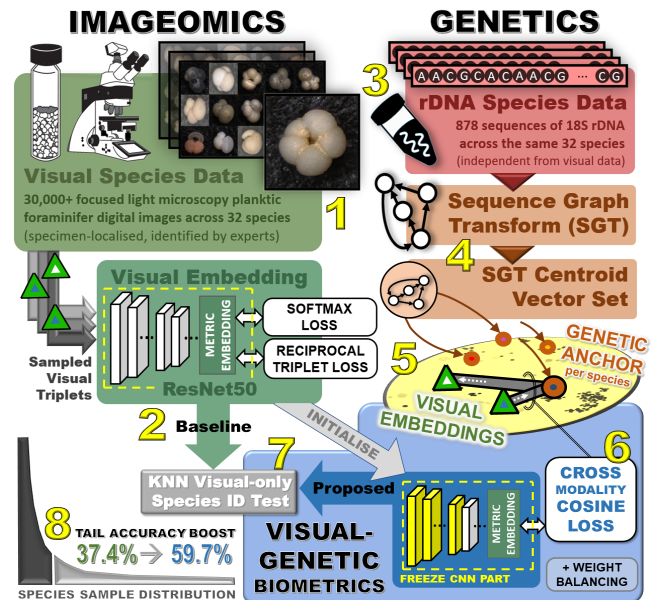 IMAGEOMICS
GENETICS
AACGCACAACG ... CG
3
rDNA Species Data
878 sequences of 18S rDNA
across the same 32 species
(independent from visual data)
Visual Species Data
30,000+ focused light microscopy planktic
foraminifer digital images across 32 species
(specimen-localised, identified by experts)
1
Sequence Graph
Transform (SGT)
4
SGT Centroid
Vector Set
Visual Embedding
METRIC
EMBEDDING
SOFTMAX
LOSS
RECIPROCAL
TRIPLET LOSS
ResNet50
Sampled
Visual
Triplets
5
GENETIC
ANCHOR
per species
VISUAL
EMBEDDINGS
2
Baseline
INITIALISE
7
6
KNN Visual-only
Species ID Test
Proposed
METRIC
EMBEDDING
CROSS
MODALITY
COSINE
LOSS
FREEZE CNN PART
+ WEIGHT
BALANCING
VISUAL-
GENETIC
BIOMETRICS
8
TAIL ACCURACY BOOST
37.4% → 59.7%
SPECIES SAMPLE DISTRIBUTION